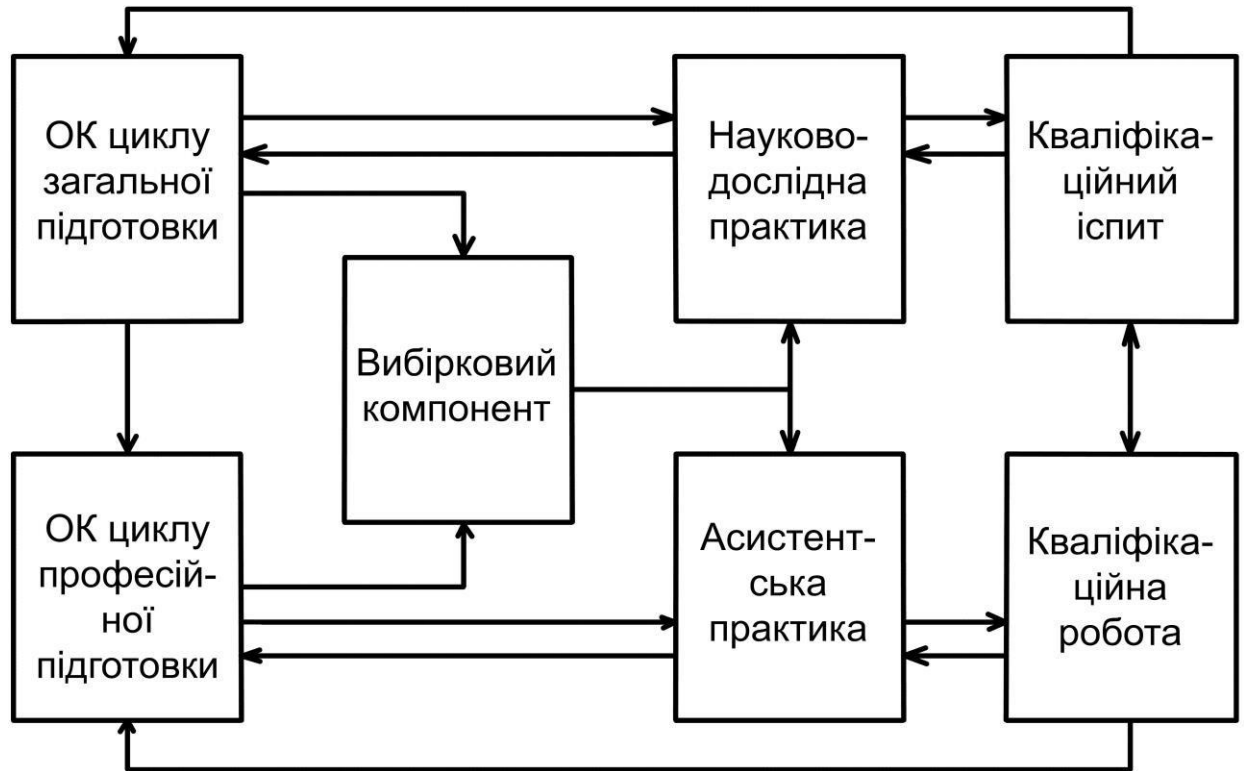 ОК циклу
загальної
підготовки
Науково-
дослідна
практика
Кваліфіка-
ційний
іспит
Вибірковий
компонент
ОК циклу
професій-
ної
підготовки
Асистент-
ська
практика
Кваліфіка-
ційна
робота